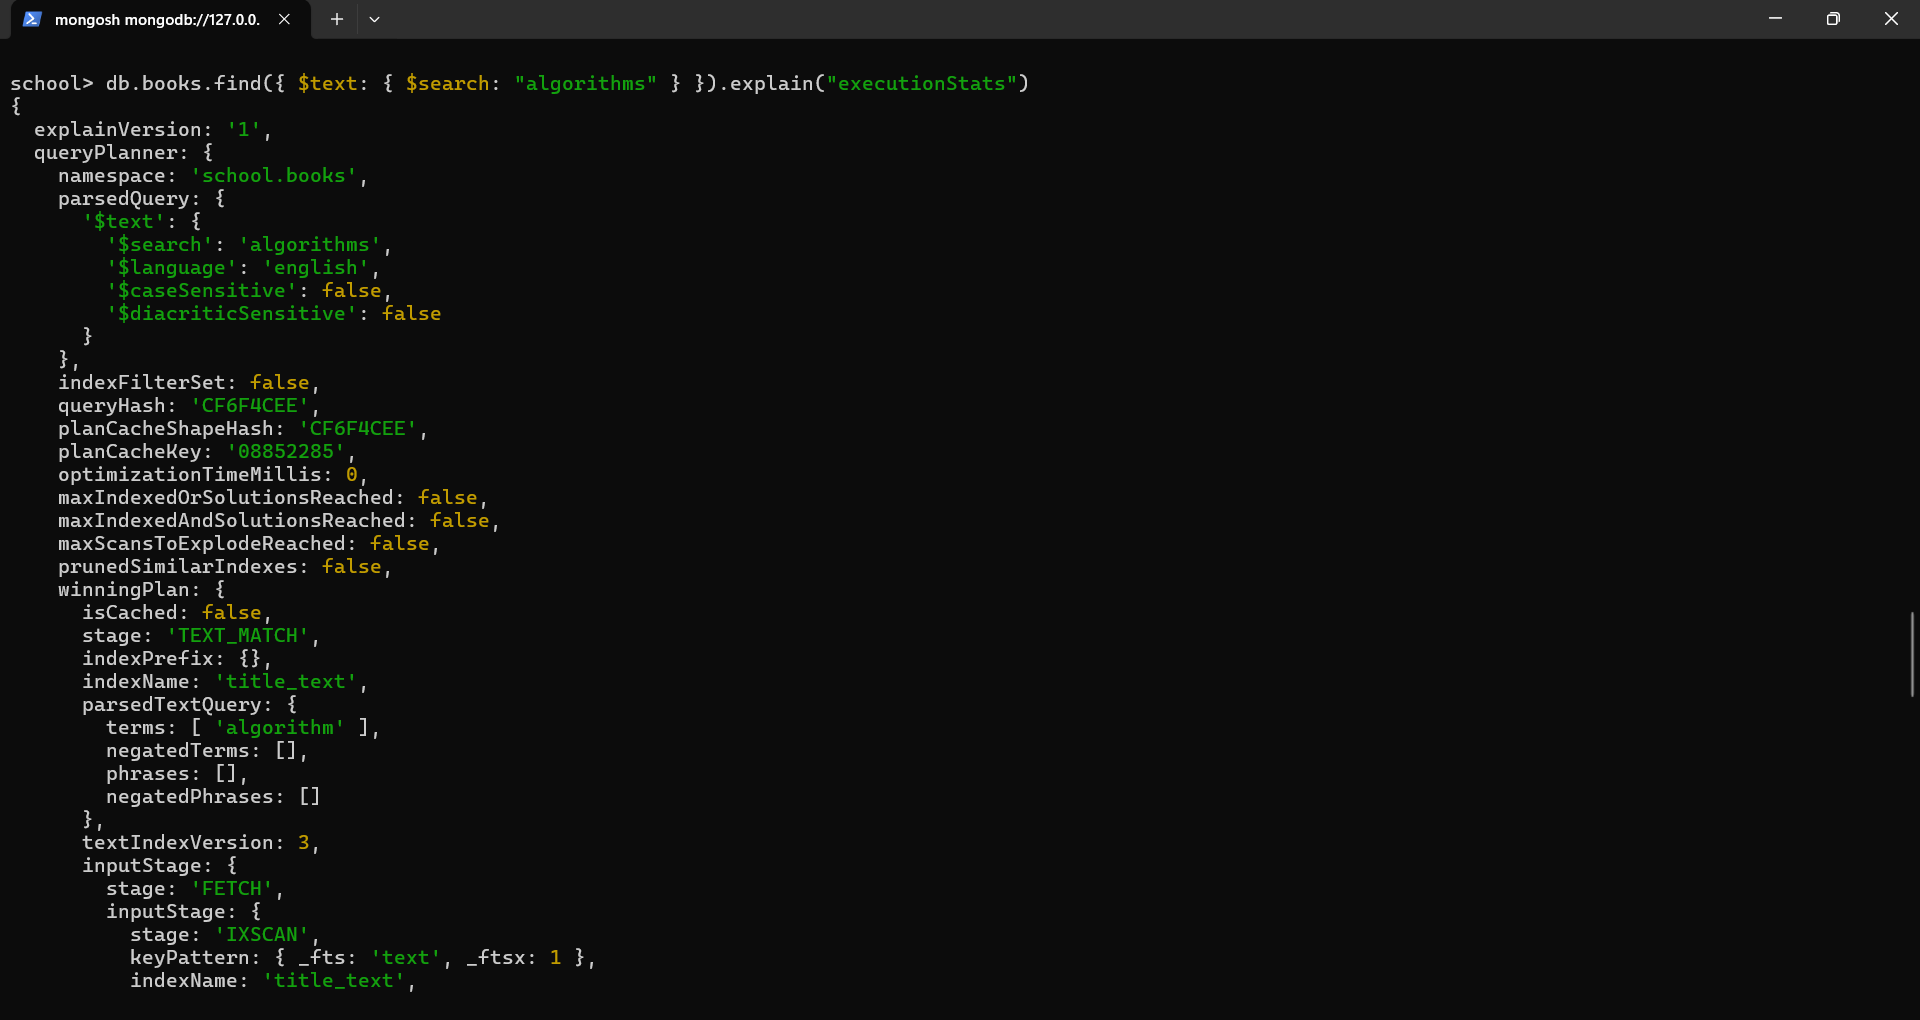 mongosh mongodb://127.0.0.
school> db.books.find({ $text: { $search: "algorithms" } }).explain("executionStats")
{
  explainVersion: '1',
  queryPlanner: {
    namespace: 'school.books',
    parsedQuery: {
      '$text': {
        '$search': 'algorithms',
        '$language': 'english',
        '$caseSensitive': false,
        '$diacriticSensitive': false
      }
    },
    indexFilterSet: false,
    queryHash: 'CF6F4CEE',
    planCacheShapeHash: 'CF6F4CEE',
    planCacheKey: '08852285',
    optimizationTimeMillis: 0,
    maxIndexedOrSolutionsReached: false,
    maxIndexedAndSolutionsReached: false,
    maxScansToExplodeReached: false,
    prunedSimilarIndexes: false,
    winningPlan: {
      isCached: false,
      stage: 'TEXT_MATCH',
      indexPrefix: {},
      indexName: 'title_text',
      parsedTextQuery: {
        terms: [ 'algorithm' ],
        negatedTerms: [],
        phrases: [],
        negatedPhrases: []
      },
      textIndexVersion: 3,
      inputStage: {
        stage: 'FETCH',
        inputStage: {
          stage: 'IXSCAN',
          keyPattern: { _fts: 'text', _ftsx: 1 },
          indexName: 'title_text',